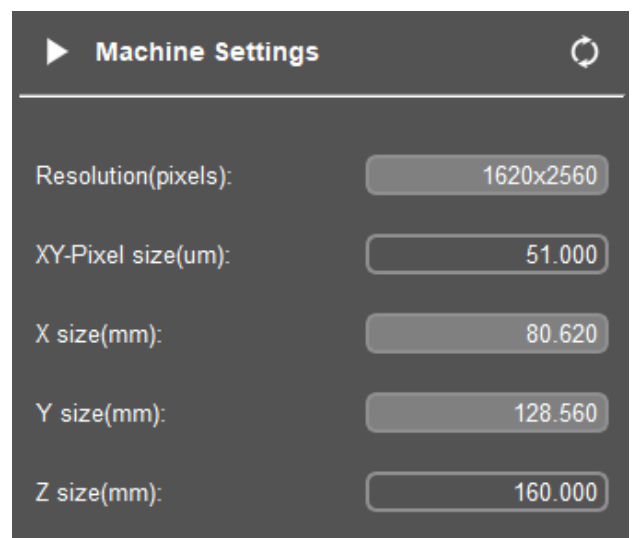 Machine Settings
Resolution(pixels): 1620x2560
XY-Pixel size(um): 51.000
X size(mm): 80.620
Y size(mm): 128.560
Z size(mm): 160.000